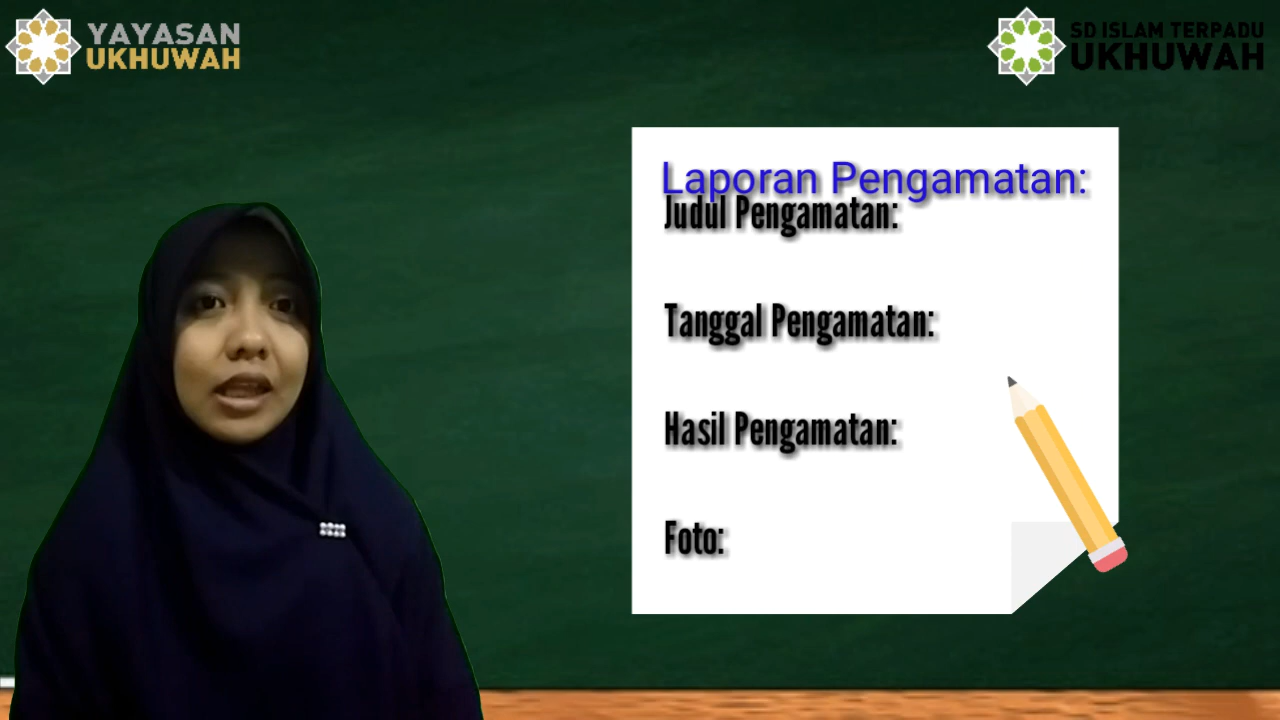 YAYASAN
UKHUWAH
SD ISLAM TERPADU
UKHUWAH
Laporan Pengamatan:
Judul Pengamatan:
Tanggal Pengamatan:
Hasil Pengamatan:
Foto: